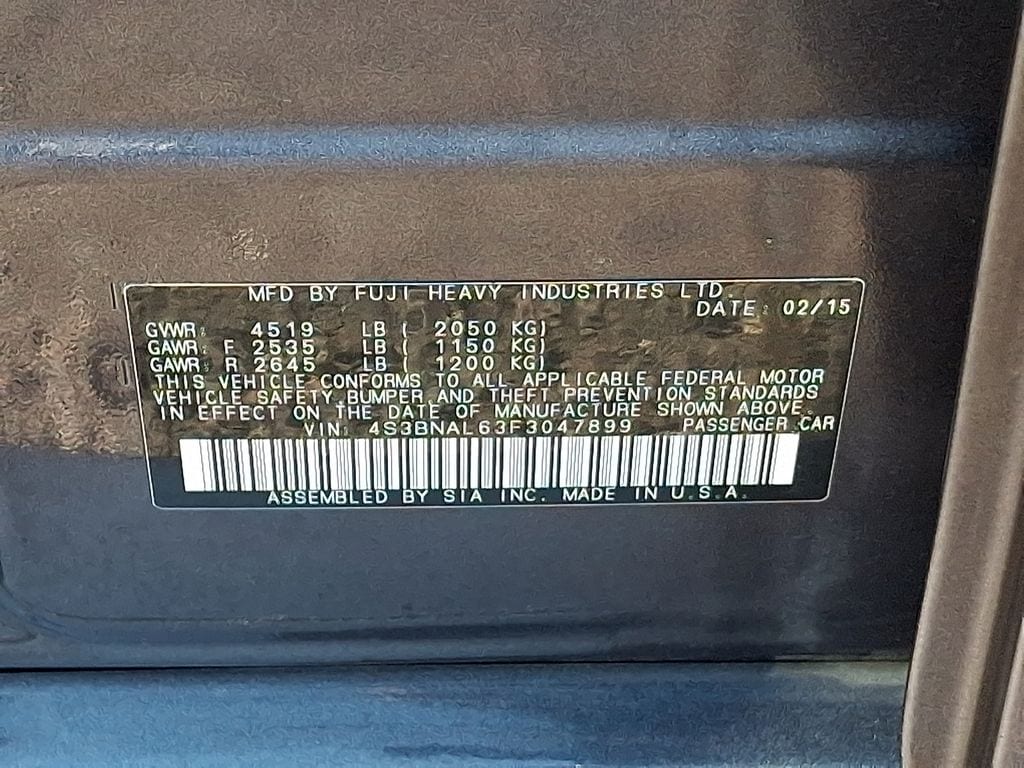 MFD BY FUJI HEAVY INDUSTRIES LTD.
DATE: 02/15
GVWR: 4519 LB ( 2050 KG)
GAWR: F 2535 LB ( 1150 KG)
GAWR: R 2645 LB ( 1200 KG)
THIS VEHICLE CONFORMS TO ALL APPLICABLE FEDERAL MOTOR
VEHICLE SAFETY,BUMPER,AND THEFT PREVENTION STANDARDS
IN EFFECT ON THE DATE OF MANUFACTURE SHOWN ABOVE.
VIN: 4S3BNAL63F3047899 PASSENGER CAR
ASSEMBLED BY SIA INC. MADE IN U.S.A.